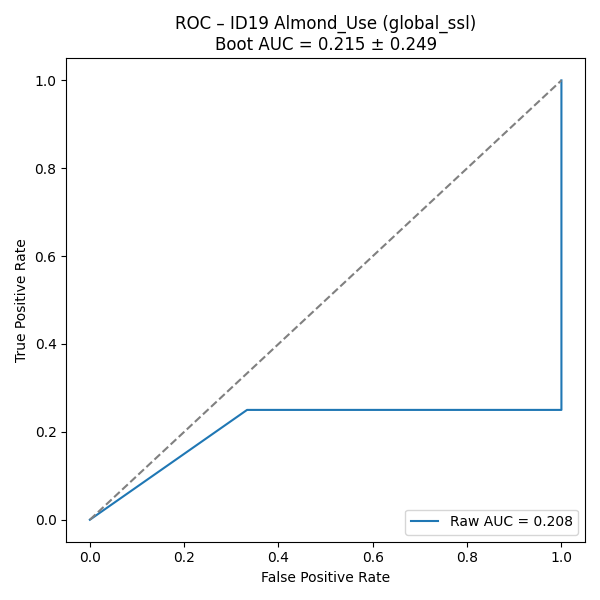 ROC – ID19 Almond_Use (global_ssl)
Boot AUC = 0.215 ± 0.249
1.0
0.8
0.6
0.4
0.2
0.0
True Positive Rate
Raw AUC = 0.208
0.0 0.2 0.4 0.6 0.8 1.0
False Positive Rate